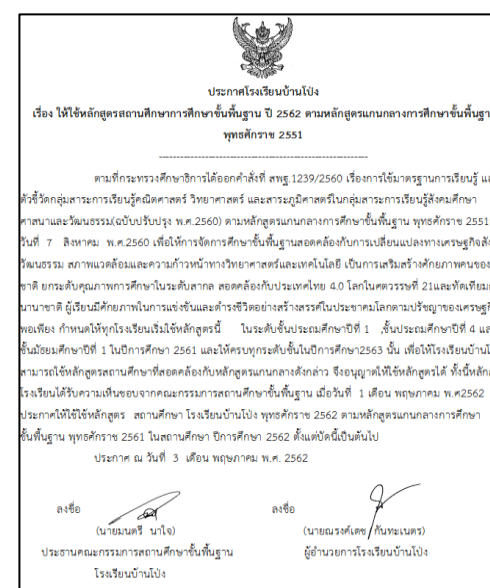 ประกาศโรงเรียนบ้านโป่ง
เรื่อง ให้ใช้หลักสูตรสถานศึกษาการศึกษาขั้นพื้นฐาน ปี 2562 ตามหลักสูตรแกนกลางการศึกษาขั้นพื้นฐา
พุทธศักราช 2551
ตามที่กระทรวงศึกษาธิการได้ออกคำสั่งที่ สพฐ.1239/2560 เรื่องการใช้มาตรฐานการเรียนรู้ แล
ตัวชี้วัดกลุ่มสาระการเรียนรู้คณิตศาสตร์ วิทยาศาสตร์ และสาระภูมิศาสตร์ในกลุ่มสาระการเรียนรู้สังคมศึกษา
ศาสนาและวัฒนธรรม(ฉบับปรับปรุง พ.ศ.2560) ตามหลักสูตรแกนกลางการศึกษาขั้นพื้นฐาน พุทธศักราช 2551
วันที่ 7 สิงหาคม พ.ศ.2560 เพื่อให้การจัดการศึกษาขั้นพื้นฐานสอดคล้องกับการเปลี่ยนแปลงทางเศรษฐกิจสัง
วัฒนธรรม สภาพแวดล้อมและความก้าวหน้าทางวิทยาศาสตร์และเทคโนโลยี เป็นการเสริมสร้างศักยภาพคนของ
ชาติ ยกระดับคุณภาพการศึกษาในระดับสากล สอดคล้องกับประเทศไทย 4.0 โลกในศตวรรษที่ 21และทัดเทียมก
นานาชาติ ผู้เรียนมีศักยภาพในการแข่งขันและดำรงชีวิตอย่างสร้างสรรค์ในประชาคมโลกตามปรัชญาของเศรษฐกิ
พอเพียง กำหนดให้ทุกโรงเรียนเริ่มใช้หลักสูตรนี้ ในระดับชั้นประถมศึกษาปีที่ 1 ,ชั้นประถมศึกษาปีที่ 4 แล
ชั้นมัธยมศึกษาปีที่ 1 ในปีการศึกษา 2561 และให้ครบทุกระดับชั้นในปีการศึกษา2563 นั้น เพื่อให้โรงเรียนบ้านโ
สามารถใช้หลักสูตรสถานศึกษาที่สอดคล้องกับหลักสูตรแกนกลางดังกล่าว จึงอนุญาตให้ใช้หลักสูตรได้ ทั้งนี้หลัก
โรงเรียนได้รับความเห็นชอบจากคณะกรรมการสถานศึกษาขั้นพื้นฐาน เมื่อวันที่ 1 เดือน พฤษภาคม พ.ศ2562
ประกาศให้ใช้ใช้หลักสูตร สถานศึกษา โรงเรียนบ้านโป่ง พุทธศักราช 2562 ตามหลักสูตรแกนกลางการศึกษา
ขั้นพื้นฐาน พุทธศักราช 2561 ในสถานศึกษา ปีการศึกษา 2562 ตั้งแต่บัดนี้เป็นต้นไป
ประกาศ ณ วันที่ 3 เดือน พฤษภาคม พ.ศ. 2562
ลงชื่อ ลงชื่อ
(นายมนตรี นาใจ) (นายณรงค์เดช กันทะเนตร)
ประธานคณะกรรมการสถานศึกษาขั้นพื้นฐาน ผู้อำนวยการโรงเรียนบ้านโป่ง
โรงเรียนบ้านโป่ง